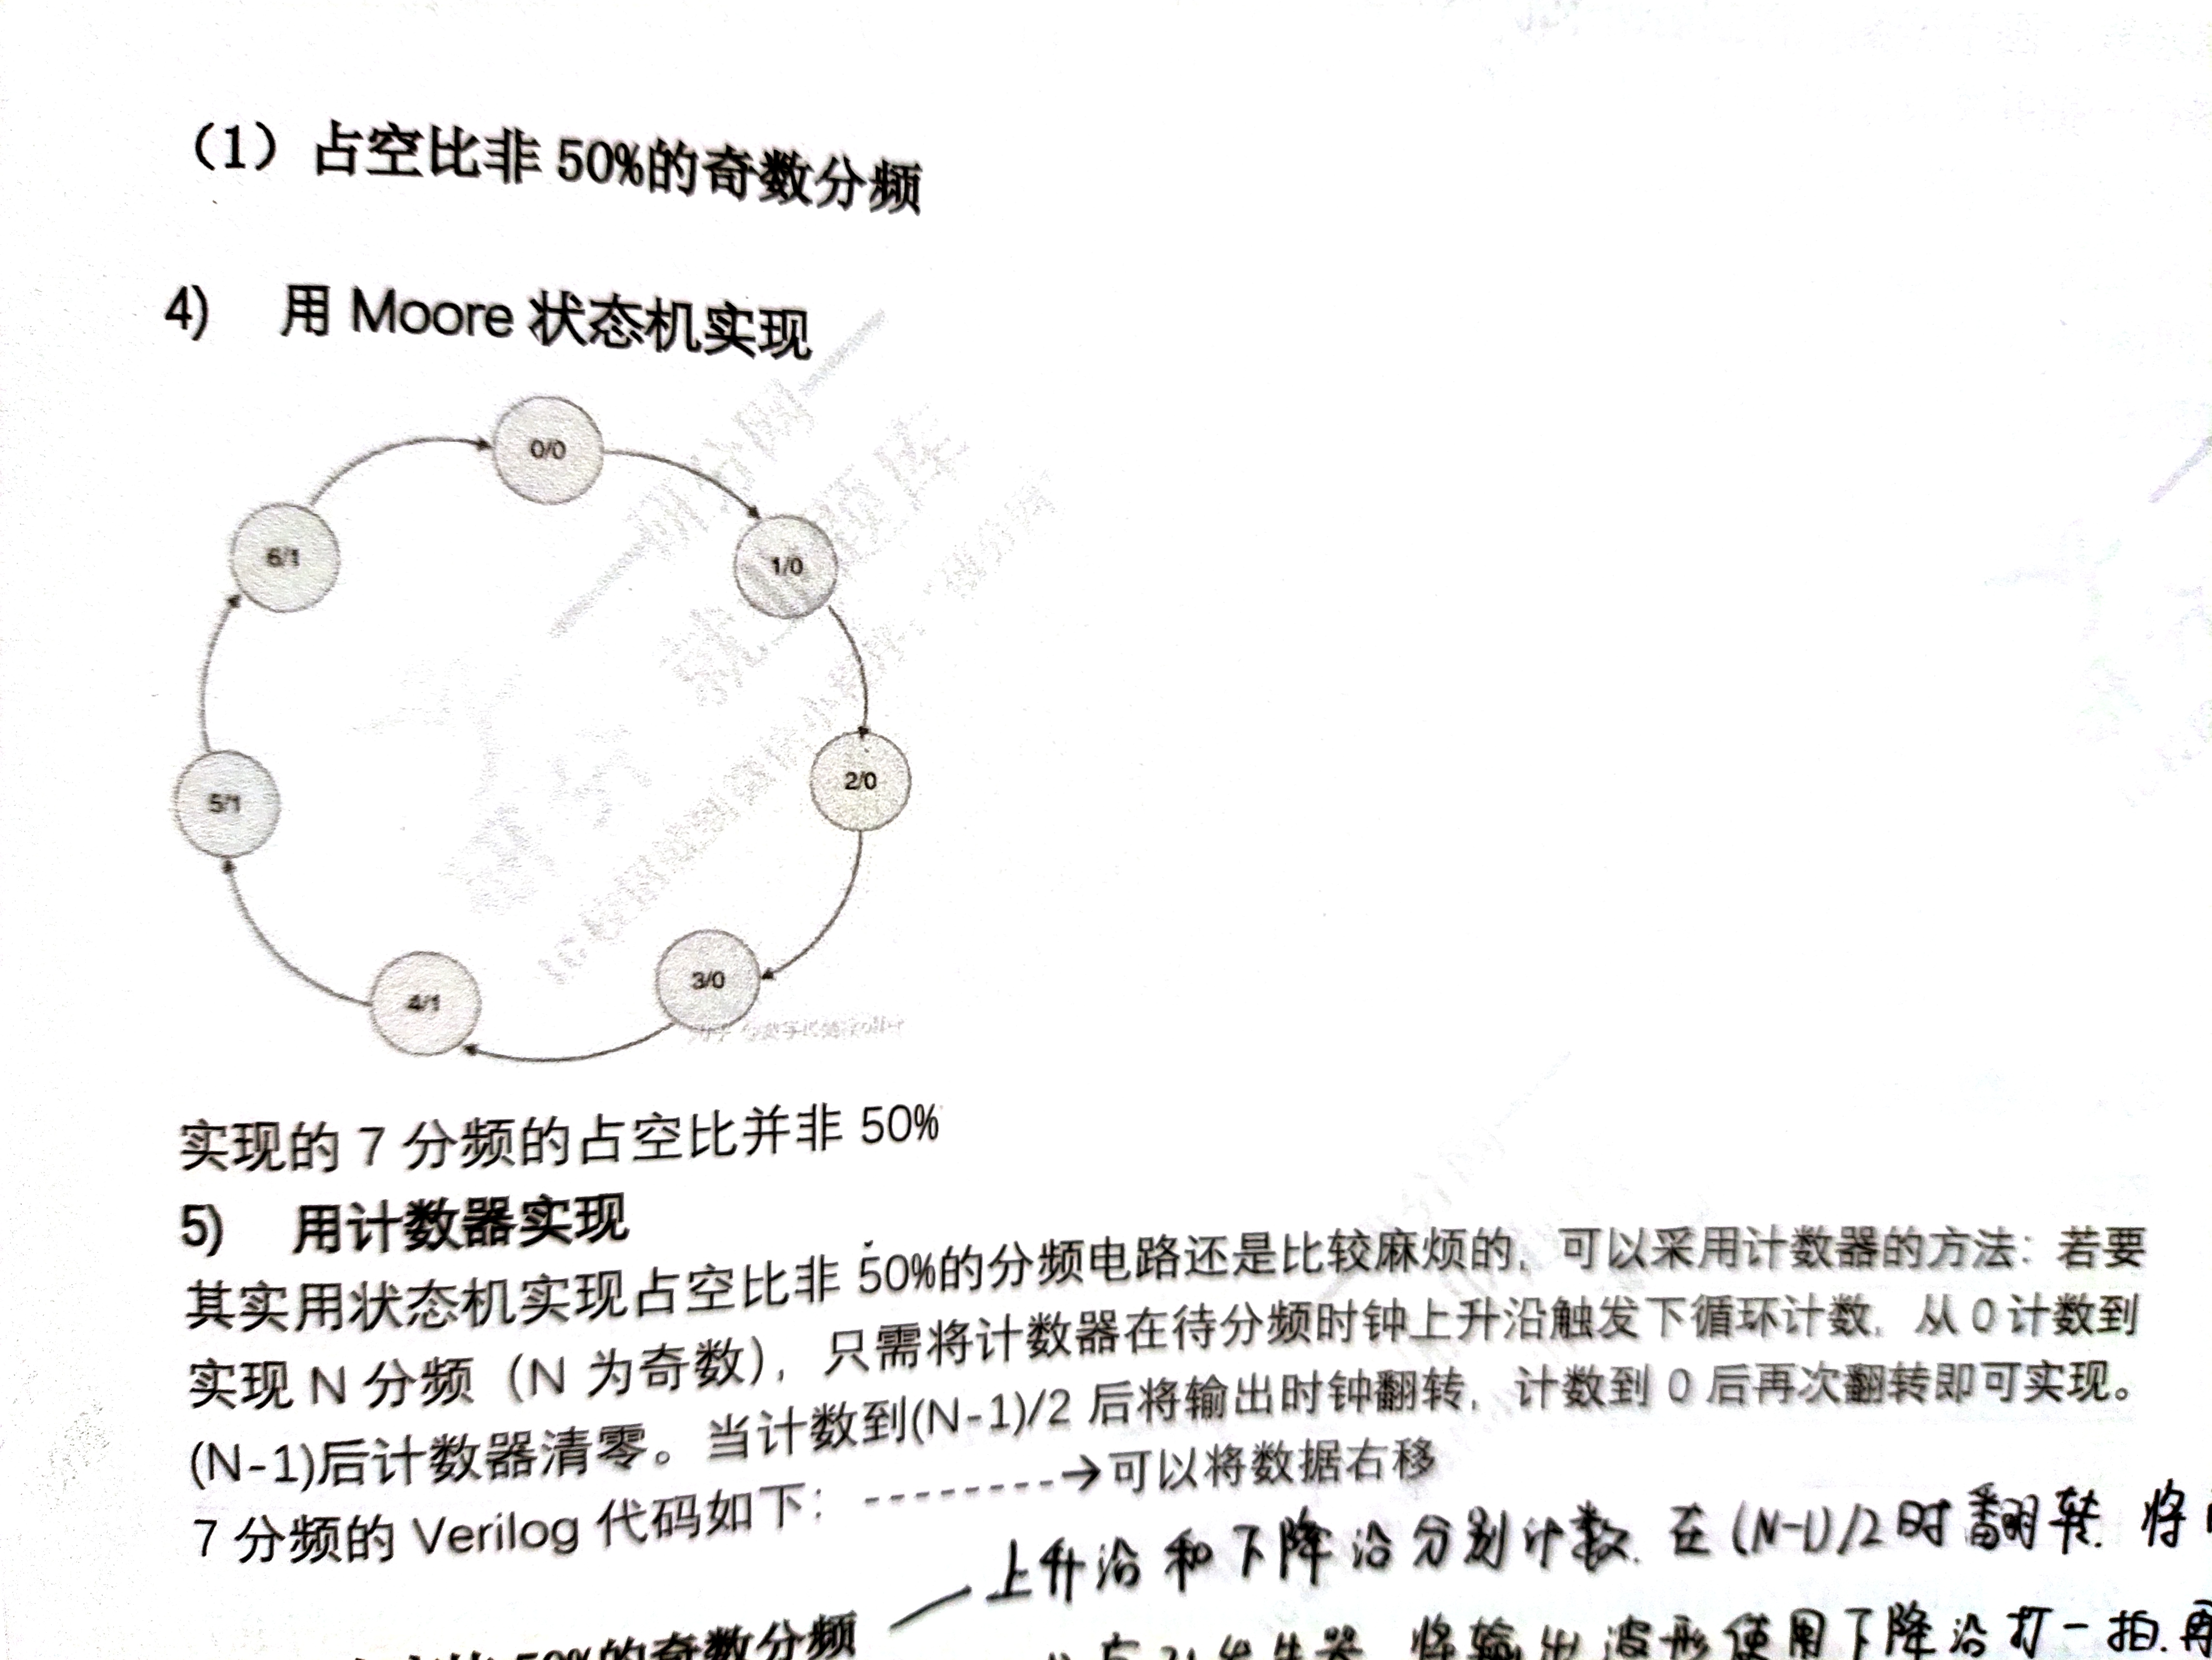 （1）占空比非 50%的奇数分频
4) 用 Moore 状态机实现
0/0
1/0
2/0
3/0
4/1
5/1
6/1
实现的 7 分频的占空比并非 50%
5) 用计数器实现
其实用状态机实现占空比非 50%的分频电路还是比较麻烦的，可以采用计数器的方法：若要
实现 N 分频（N 为奇数），只需将计数器在待分频时钟上升沿触发下循环计数，从 0 计数到
(N-1)后计数器清零。当计数到(N-1)/2 后将输出时钟翻转，计数到 0 后再次翻转即可实现。
7 分频的 Verilog 代码如下：--------→可以将数据右移
上升沿和下降沿分别计数. 在 (N-1)/2 时翻转. 将
50%的奇数分频
将输出波形使用下降沿打一拍.再